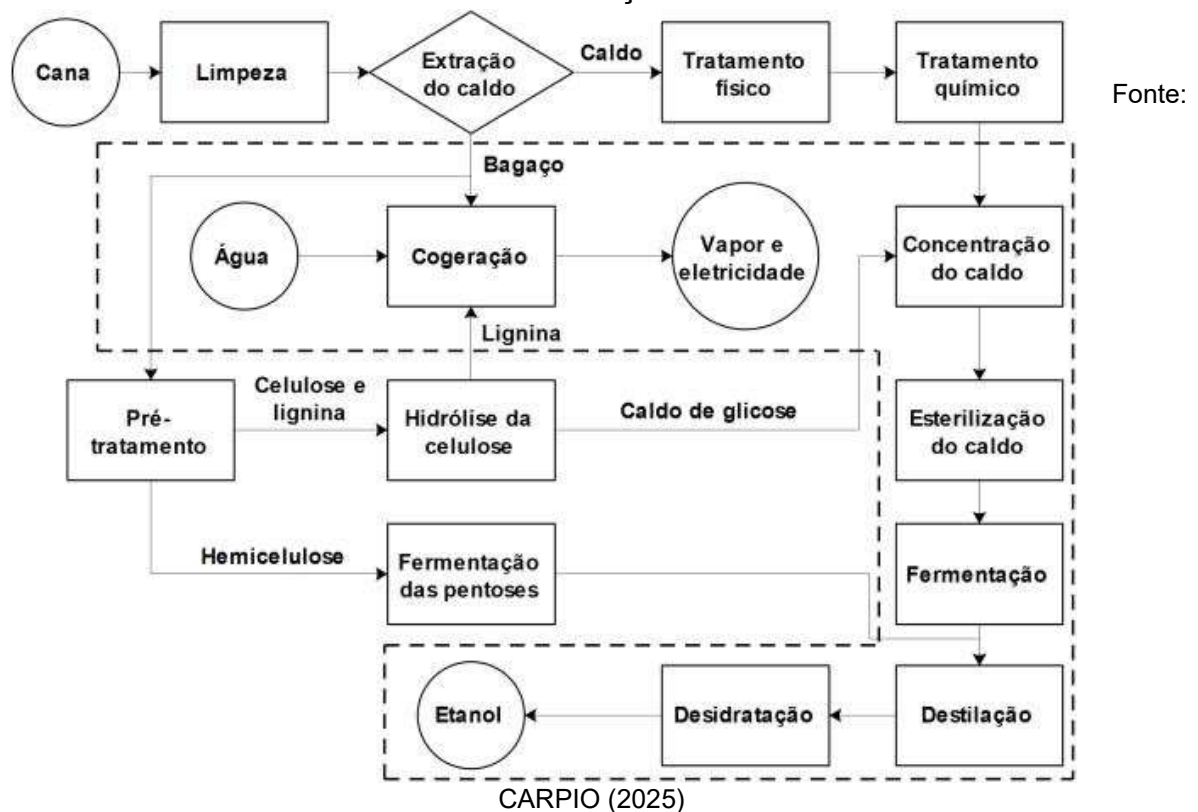 Cana
Limpeza
Extração
do caldo
Caldo
Tratamento
físico
Tratamento
químico
Fonte:
Bagaço
Água
Cogeração
Vapor e
eletricidade
Concentração
do caldo
Lignina
Pré-
tratamento
Celulose e
lignina
Hidrólise da
celulose
Caldo de glicose
Esterilização
do caldo
Hemicelulose
Fermentação
das pentoses
Fermentação
Etanol
Desidratação
Destilação
CARPIO (2025)